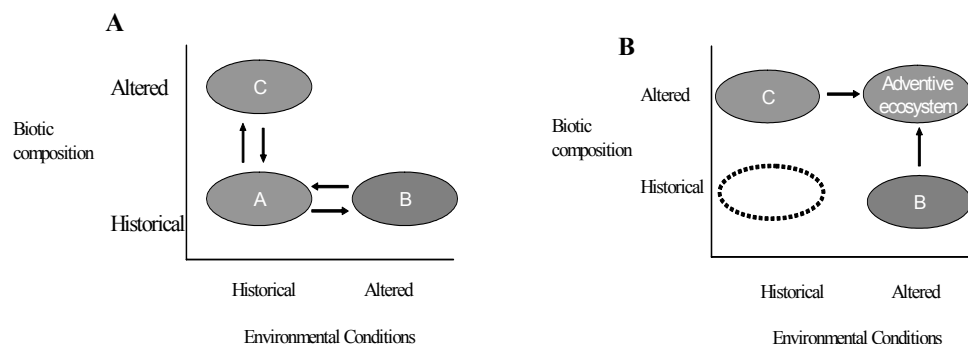 A
Altered
C
Biotic
composition
A
B
Historical
Historical
Altered
Environmental Conditions
B
Altered
C
Adventive
ecosystem
Biotic
composition
Historical
B
Historical
Altered
Environmental Conditions